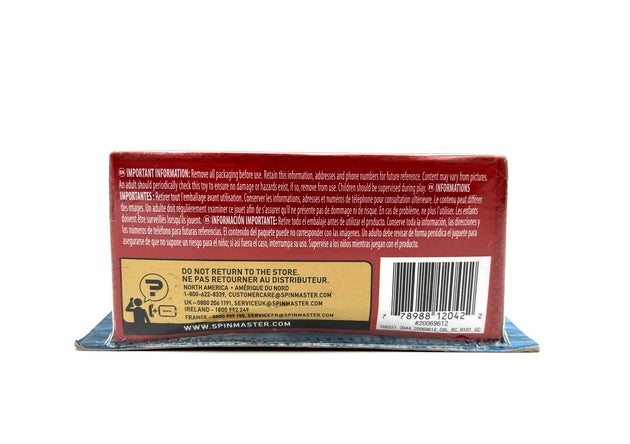 EN IMPORTANT INFORMATION: Remove all packaging before use. Retain this information, addresses and phone numbers for future reference. Content may vary from pictures.
An adult should periodically check this toy to ensure no damage or hazards exist, if so, remove from use. Children should be supervised during play. FR INFORMATIONS
IMPORTANTES : Retirer tout l'emballage avant utilisation. Conserver les informations, adresses et numéros de téléphone pour consultation ultérieure. Le contenu peut différer
des images. Un adulte doit régulièrement examiner ce jouet afin de s'assurer qu'il ne présente pas de dommage ni de risque. En cas de problème, ne plus l' utiliser. Les enfants
doivent être surveillés lorsqu'ils jouent. ES INFORMACIÓN IMPORTANTE: Retire todo el embalaje antes de utilizar el producto. Conserve toda la información, las direcciones y
los números de teléfono para futuras referencias. El contenido del paquete puede no corresponder con las imágenes. Un adulto debe revisar de forma periódica el juguete para
asegurarse de que no supone un riesgo para el niño; si así fuera el caso, interrumpa su uso. Supervise a los niños mientras juegan con el producto.
DO NOT RETURN TO THE STORE.
NE PAS RETOURNER AU DISTRIBUTEUR.
NORTH AMERICA • AMÉRIQUE DU NORD
1-800-622-8339, CUSTOMERCARE@SPINMASTER.COM
UK – 0800 206 1191, SERVICEUK@SPINMASTER.COM
IRELAND - 1800 992 249
FRANCE – 0800 909 150, SERVICEFR@SPINMASTER.COM
WWW.SPINMASTER.COM
7 78988 12042 2
#20069612
T66551_0044_20069612_GBL_BC_R1R1_GC